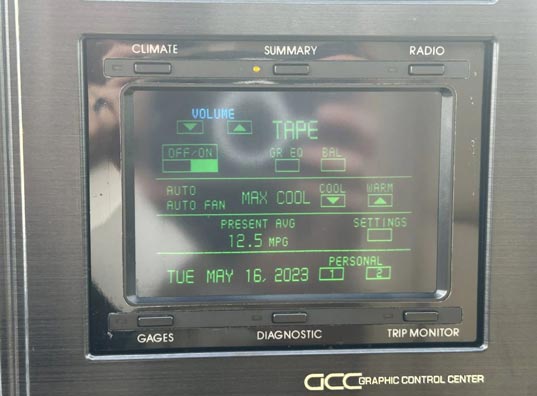 CLIMATE SUMMARY RADIO
VOLUME
TAPE
OFF/ON GR EQ BAL
AUTO COOL WARM
AUTO FAN MAX COOL
PRESENT AVG SETTINGS
12.5 MPG
PERSONAL
TUE MAY 16, 2023 1 2
GAGES DIAGNOSTIC TRIP MONITOR
GCC GRAPHIC CONTROL CENTER